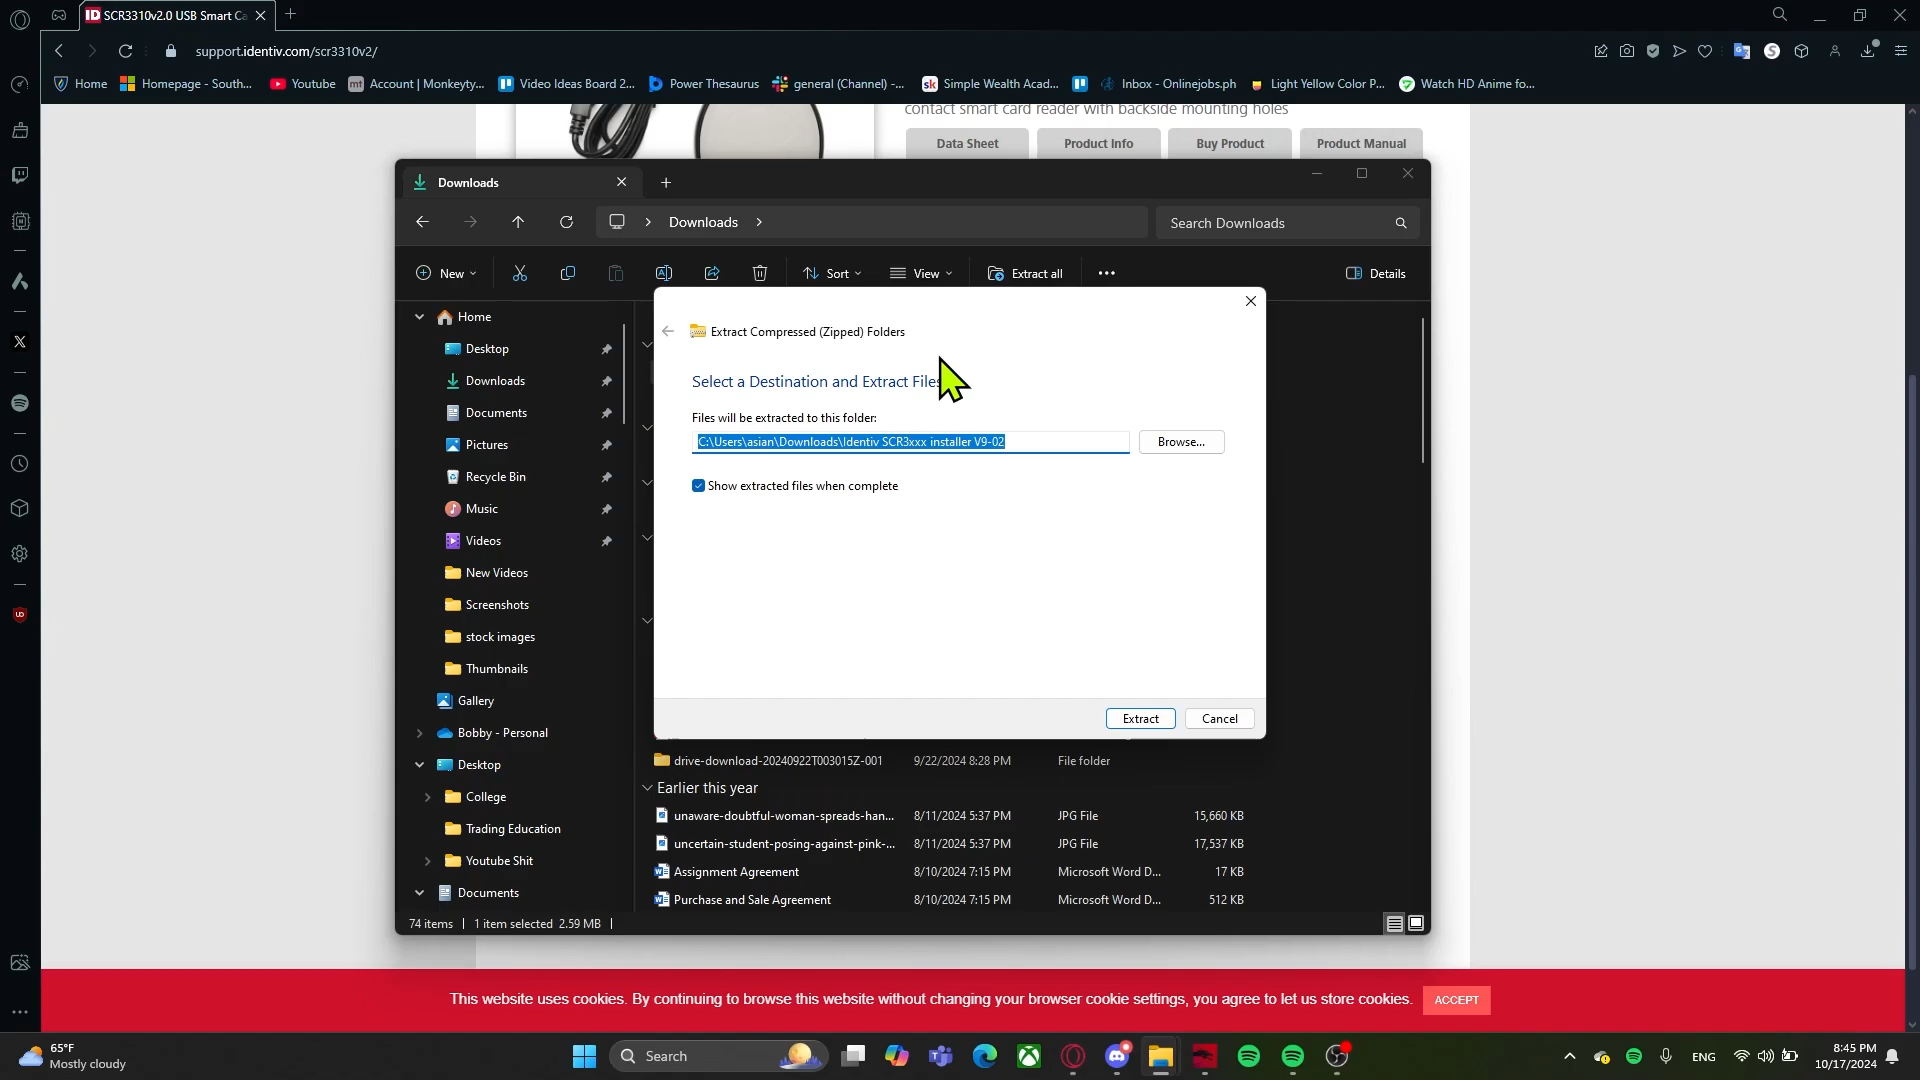 SCR3310v2.0 USB Smart Ca
support.identiv.com/scr3310v2/
Home
Homepage - South...
Youtube
mt Account | Monkeyty...
Video Ideas Board 2...
Power Thesaurus
general (Channel) -...
sk Simple Wealth Acad...
Inbox - Onlinejobs.ph
Light Yellow Color P...
Watch HD Anime fo...
contact smart card reader with backside mounting holes
Data Sheet
Product Info
Buy Product
Product Manual
Downloads
Downloads
Search Downloads
New
Sort
View
Extract all
Details
Home
Desktop
Downloads
Documents
Pictures
Recycle Bin
Music
Videos
New Videos
Screenshots
stock images
Thumbnails
Gallery
Bobby - Personal
Desktop
College
Trading Education
Youtube Shit
Documents
Extract Compressed (Zipped) Folders
Select a Destination and Extract Files
Files will be extracted to this folder:
C:\Users\asian\Downloads\Identiv SCR3xxx installer V9-02
Browse...
Show extracted files when complete
Extract
Cancel
drive-download-20240922T003015Z-001 9/22/2024 8:28 PM File folder
Earlier this year
unaware-doubtful-woman-spreads-han... 8/11/2024 5:37 PM JPG File 15,660 KB
uncertain-student-posing-against-pink-... 8/11/2024 5:37 PM JPG File 17,537 KB
Assignment Agreement 8/10/2024 7:15 PM Microsoft Word D... 17 KB
Purchase and Sale Agreement 8/10/2024 7:15 PM Microsoft Word D... 512 KB
74 items 1 item selected 2.59 MB
This website uses cookies. By continuing to browse this website without changing your browser cookie settings, you agree to let us store cookies.
ACCEPT
65°F
Mostly cloudy
Search
ENG
8:45 PM
10/17/2024